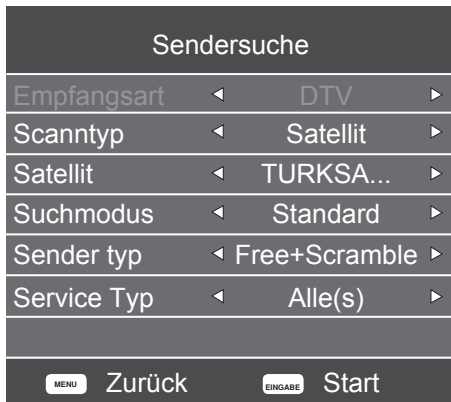 Sendersuche
Empfangsart DTV
Scanntyp Satellit
Satellit TURKSA...
Suchmodus Standard
Sender typ Free+Scramble
Service Typ Alle(s)
MENU Zurück EINGABE Start